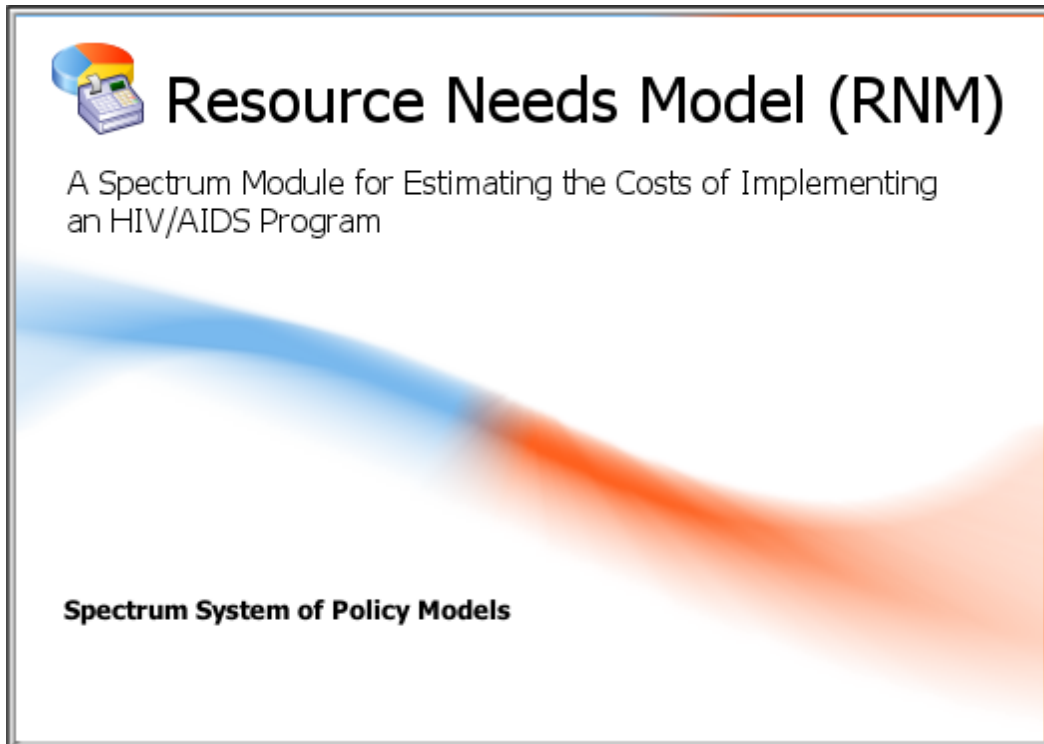 Resource Needs Model (RNM)
A Spectrum Module for Estimating the Costs of Implementing
an HIV/AIDS Program
Spectrum System of Policy Models